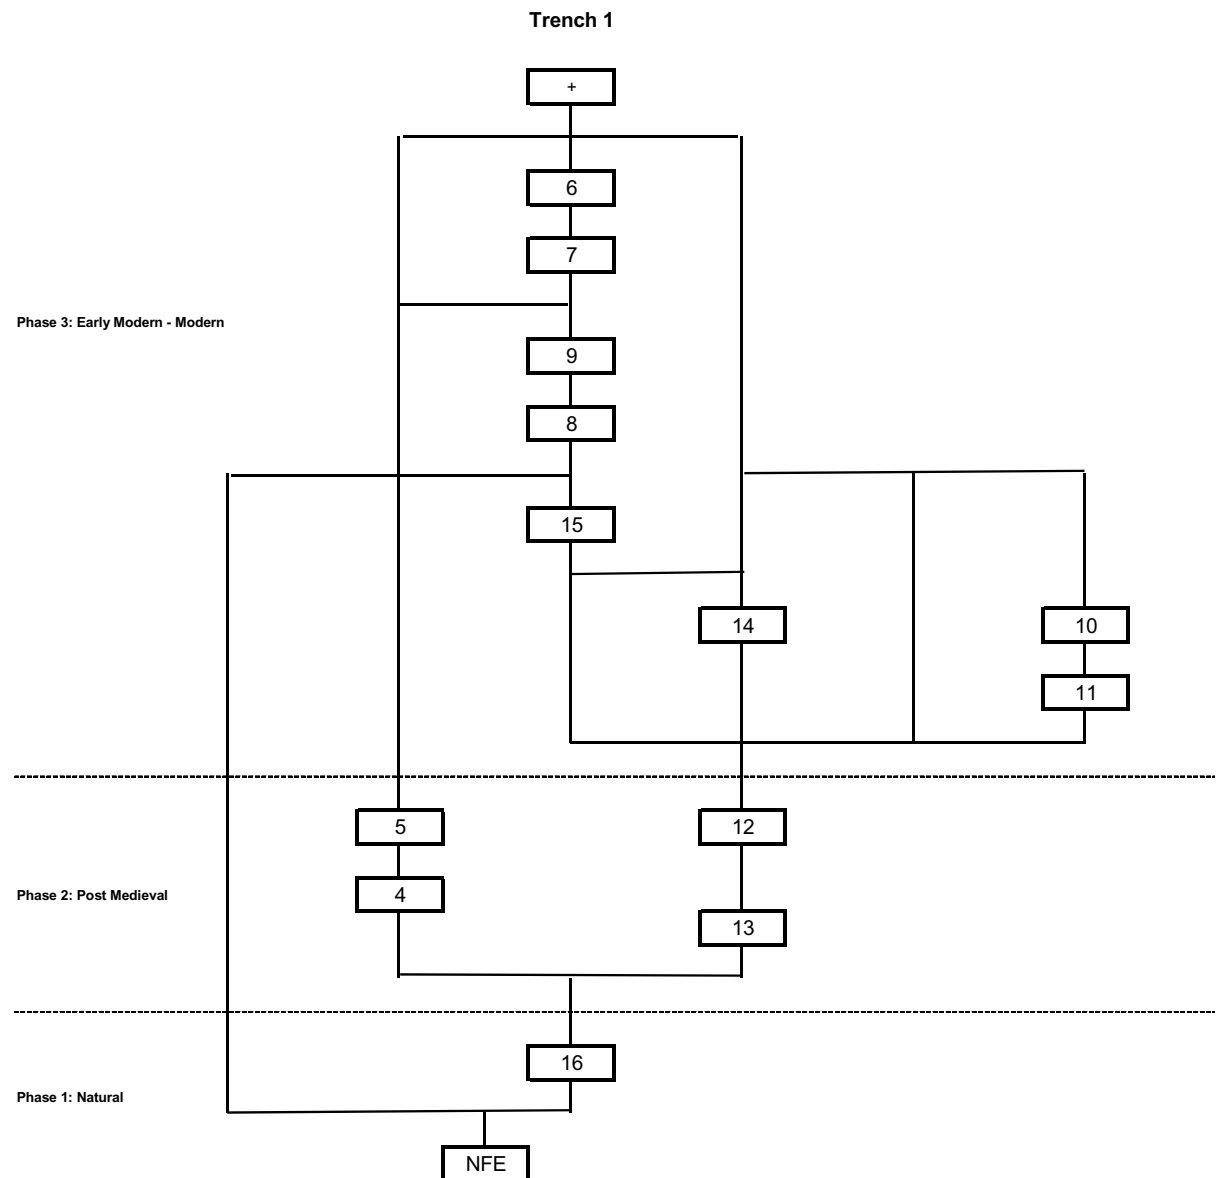 Trench 1
+
6
7
Phase 3: Early Modern - Modern
9
8
15
14
10
11
5
12
4
Phase 2: Post Medieval
13
16
Phase 1: Natural
NFE